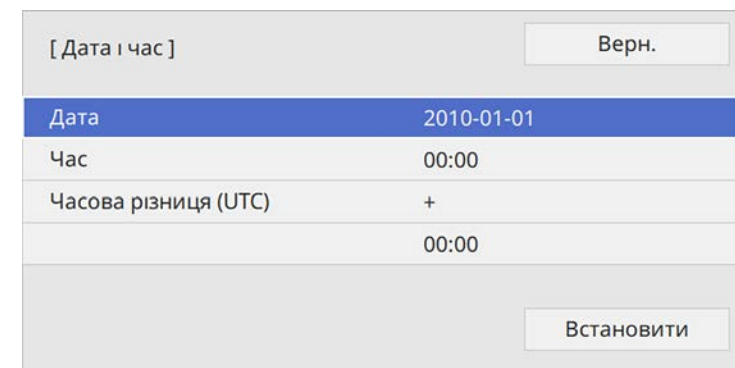 [ Дата і час ]
Верн.
Дата 2010-01-01
Час 00:00
Часова різниця (UTC) +
00:00
Встановити